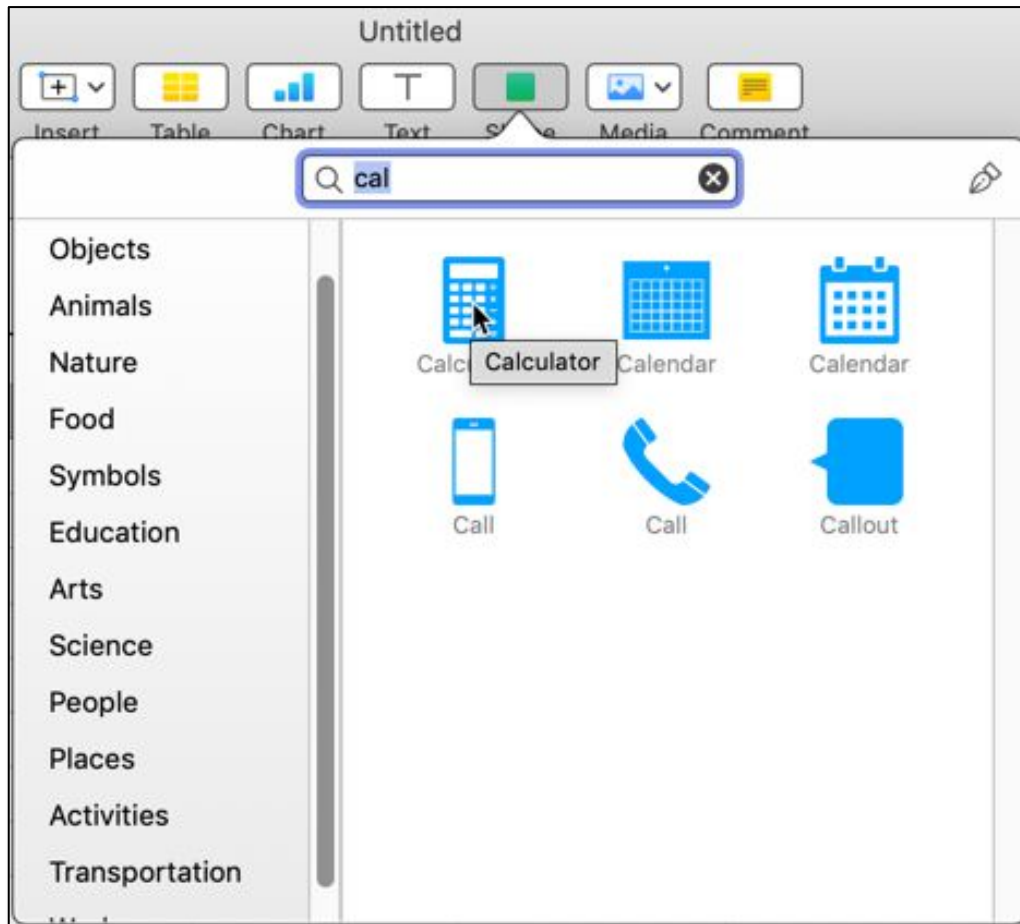 Untitled
Insert Table Chart Text Media Comment
cal
Objects
Animals
Nature
Food
Symbols
Education
Arts
Science
People
Places
Activities
Transportation
Calculator
Calendar
Calendar
Call
Call
Callout